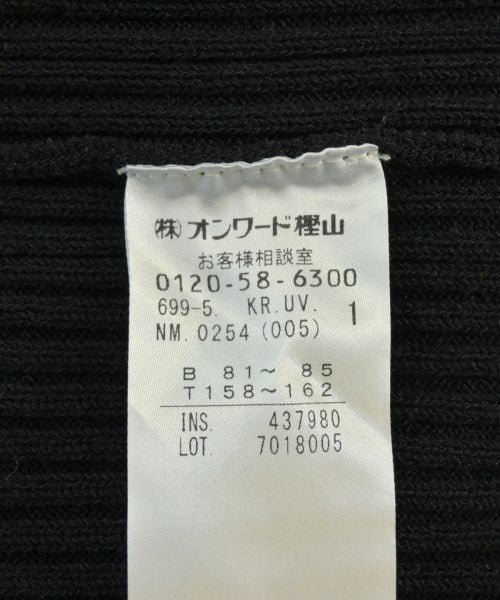 ㈱オンワード樫山
お客様相談室
0120-58-6300
699-5. KR.UV. 1
NM. 0254 (005)
B 81～ 85
T158～162
INS. 437980
LOT. 7018005